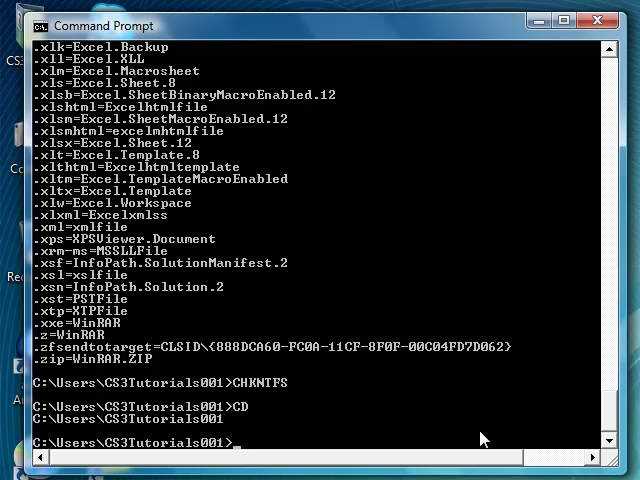 Command Prompt
.xlk=Excel.Backup
.xll=Excel.XLL
.xlm=Excel.Macrosheet
.xls=Excel.Sheet.8
.xlsb=Excel.SheetBinaryMacroEnabled.12
.xlshtml=Excelhtmlfile
.xlsm=Excel.SheetMacroEnabled.12
.xlsmhtml=excelmhtmlfile
.xlsx=Excel.Sheet.12
.xlt=Excel.Template.8
.xlthtml=Excelhtmltemplate
.xltm=Excel.TemplateMacroEnabled
.xltx=Excel.Template
.xlw=Excel.Workspace
.xlxml=Excelxmlss
.xml=xmlfile
.xps=XPSViewer.Document
.xrm-ms=MSSLLFile
.xsf=InfoPath.SolutionManifest.2
.xsl=xslfile
.xsn=InfoPath.Solution.2
.xst=PSTFile
.xtp=XTPFile
.xxe=WinRAR
.z=WinRAR
.zfsendtotarget=CLSID\{888DCA60-FC0A-11CF-8F0F-00C04FD7D062}
.zip=WinRAR.ZIP
C:\Users\CS3Tutorials001>CHKNTFS
C:\Users\CS3Tutorials001>CD
C:\Users\CS3Tutorials001
C:\Users\CS3Tutorials001>_